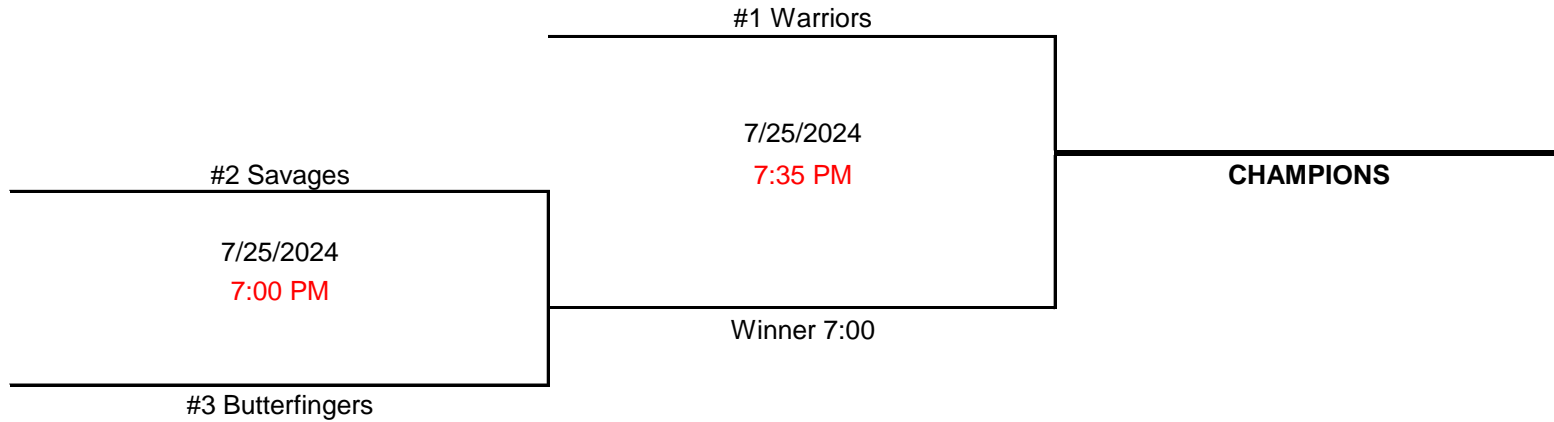 #1 Warriors
7/25/2024
7:35 PM
CHAMPIONS
#2 Savages
7/25/2024
7:00 PM
Winner 7:00
#3 Butterfingers